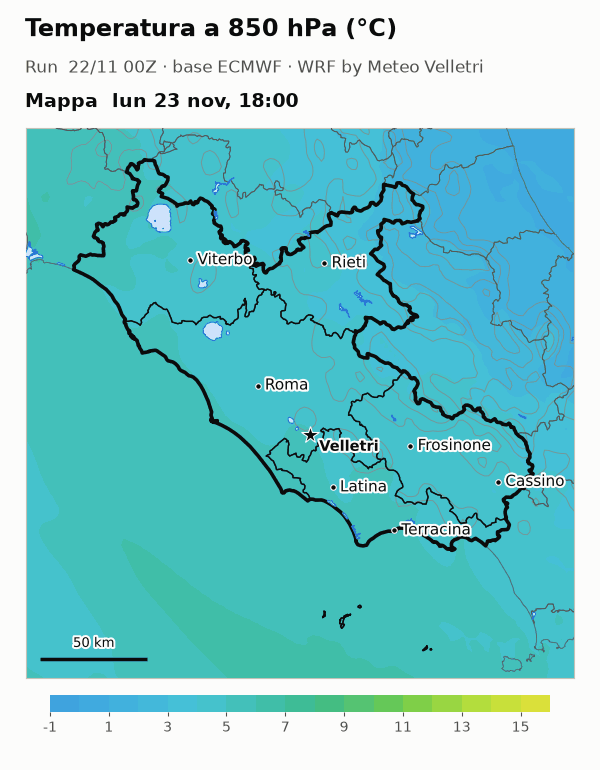 Temperatura a 850 hPa (°C)
Run  22/11 00Z · base ECMWF · WRF by Meteo Velletri
Mappa  lun 23 nov, 18:00
Viterbo
Rieti
Roma
Velletri
Frosinone
Cassino
Latina
Terracina
50 km
-1 1 3 5 7 9 11 13 15